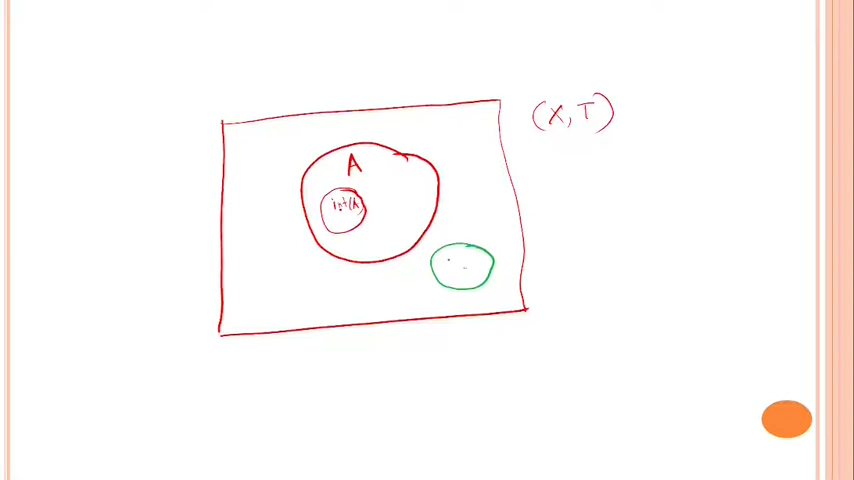 (X, T)
A
int(A)